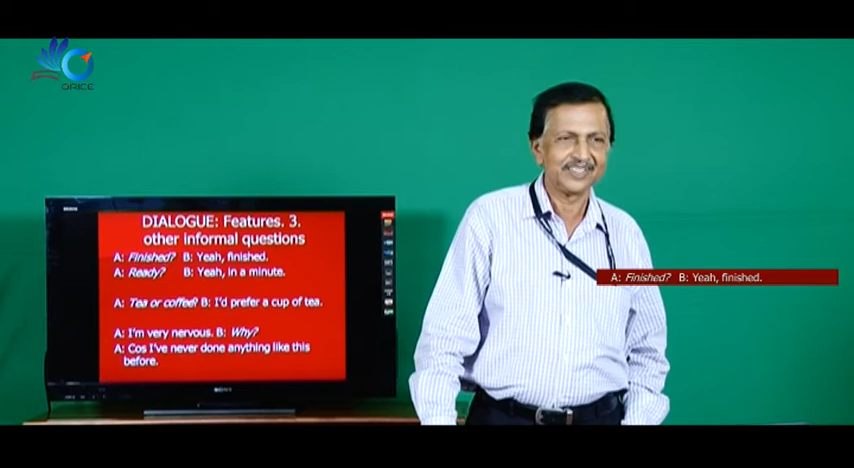 GRICE
DIALOGUE: Features. 3.
other informal questions
A: Finished? B: Yeah, finished.
A: Ready? B: Yeah, in a minute.
A: Tea or coffee? B: I'd prefer a cup of tea.
A: I'm very nervous. B: Why?
A: Cos I've never done anything like this
before.
SONY
A: Finished? B: Yeah, finished.